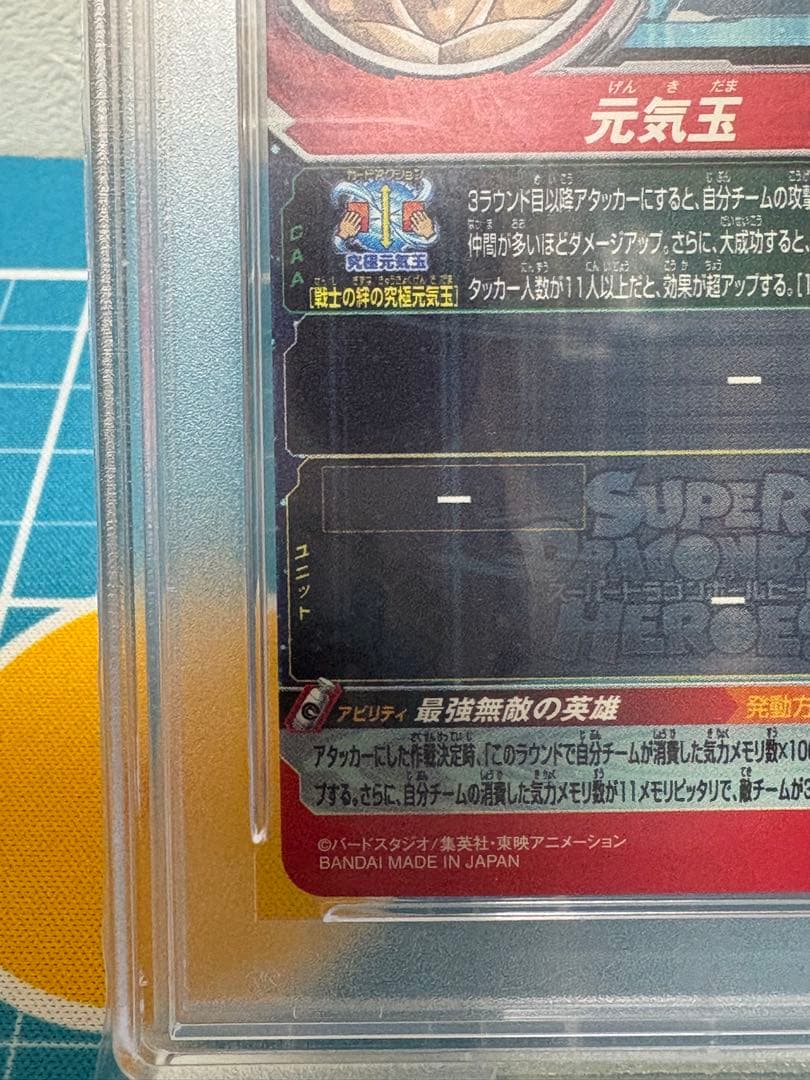 げんきだま
元気玉
カードアクション
究極元気玉
[戦士の絆の究極元気玉]
CAA
3ラウンド目以降アタッカーにすると、自分チームの攻撃
仲間が多いほどダメージアップ。さらに、大成功すると、
タッカー人数が11人以上だと、効果が超アップする。[1
ー
ー
ユニット
SUPER
DRAGONB
スーパードラゴンボールヒー
HEROE
ー
アビリティ 最強無敵の英雄 発動方
アタッカーにした作戦決定時、「このラウンドで自分チームが消費した気力メモリ数×100
プする。さらに、自分チームの消費した気力メモリ数が11メモリピッタリで、敵チームが3
©バードスタジオ/集英社・東映アニメーション
BANDAI MADE IN JAPAN